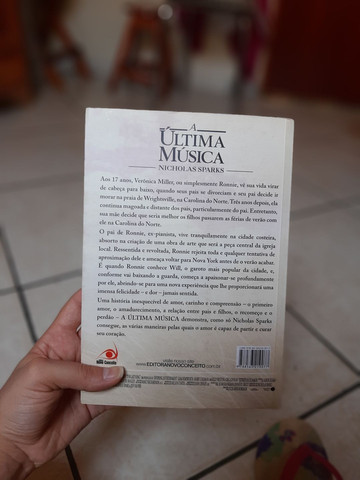 A
ÚLTIMA
MÚSICA
NICHOLAS SPARKS
Aos 17 anos, Verônica Miller, ou simplesmente Ronnie, vê sua vida virar
de cabeça para baixo, quando seus pais se divorciam e seu pai decide ir
morar na praia de Wrightsville, na Carolina do Norte. Três anos depois, ela
continua magoada e distante dos pais, particularmente do pai. Entretanto,
sua mãe decide que seria melhor os filhos passarem as férias de verão com
ele na Carolina do Norte.
O pai de Ronnie, ex-pianista, vive tranquilamente na cidade costeira,
absorto na criação de uma obra de arte que será a peça central da igreja
local. Ressentida e revoltada, Ronnie rejeita toda e qualquer tentativa de
aproximação dele e ameaça voltar para Nova York antes do verão acabar.
É quando Ronnie conhece Will, o garoto mais popular da cidade, e,
conforme vai baixando a guarda, começa a apaixonar-se profundamente
por ele, abrindo-se para uma nova experiência que lhe proporcionará uma
imensa felicidade – e dor – jamais sentida.
Uma história inesquecível de amor, carinho e compreensão – o primeiro
amor, o amadurecimento, a relação entre pais e filhos, o recomeço e o
perdão – A ÚLTIMA MÚSICA demonstra, como só Nicholas Sparks
consegue, as várias maneiras pelas quais o amor é capaz de partir e curar
seu coração.
novo conceito
WWW.EDITORANOVOCONCEITO.COM.BR